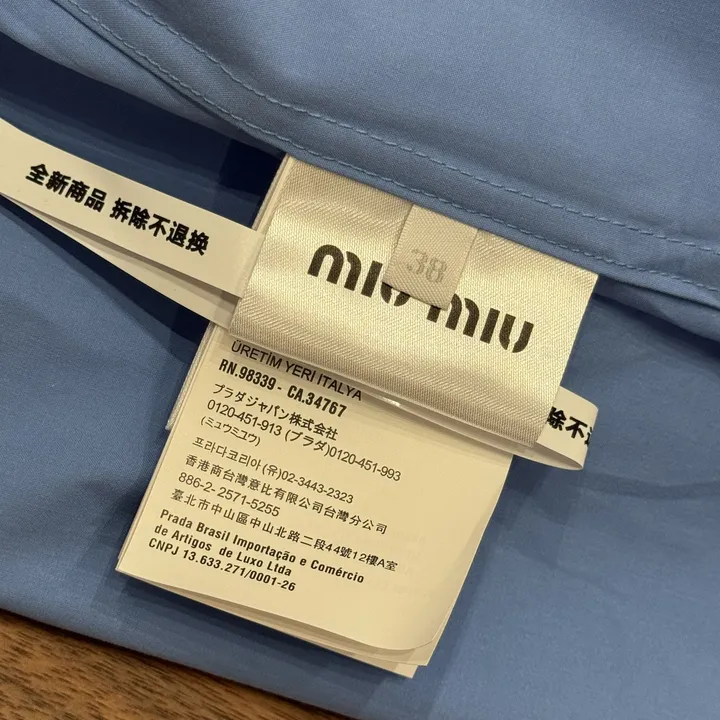 全新商品 拆除不退换
38
miu miu
ÜRETİM YERİ İTALYA
RN.98339 - CA.34767
プラダジャパン株式会社
0120-451-913 (プラダ)0120-451-993
(ミュウミュウ)
프라다코리아(유)02-3443-2323
香港商台灣意比有限公司台灣分公司
886-2- 2571-5255
臺北市中山區中山北路二段44號12樓A室
Prada Brasil Importação e Comércio
de Artigos de Luxo Ltda
CNPJ 13.633.271/0001-26
除不退